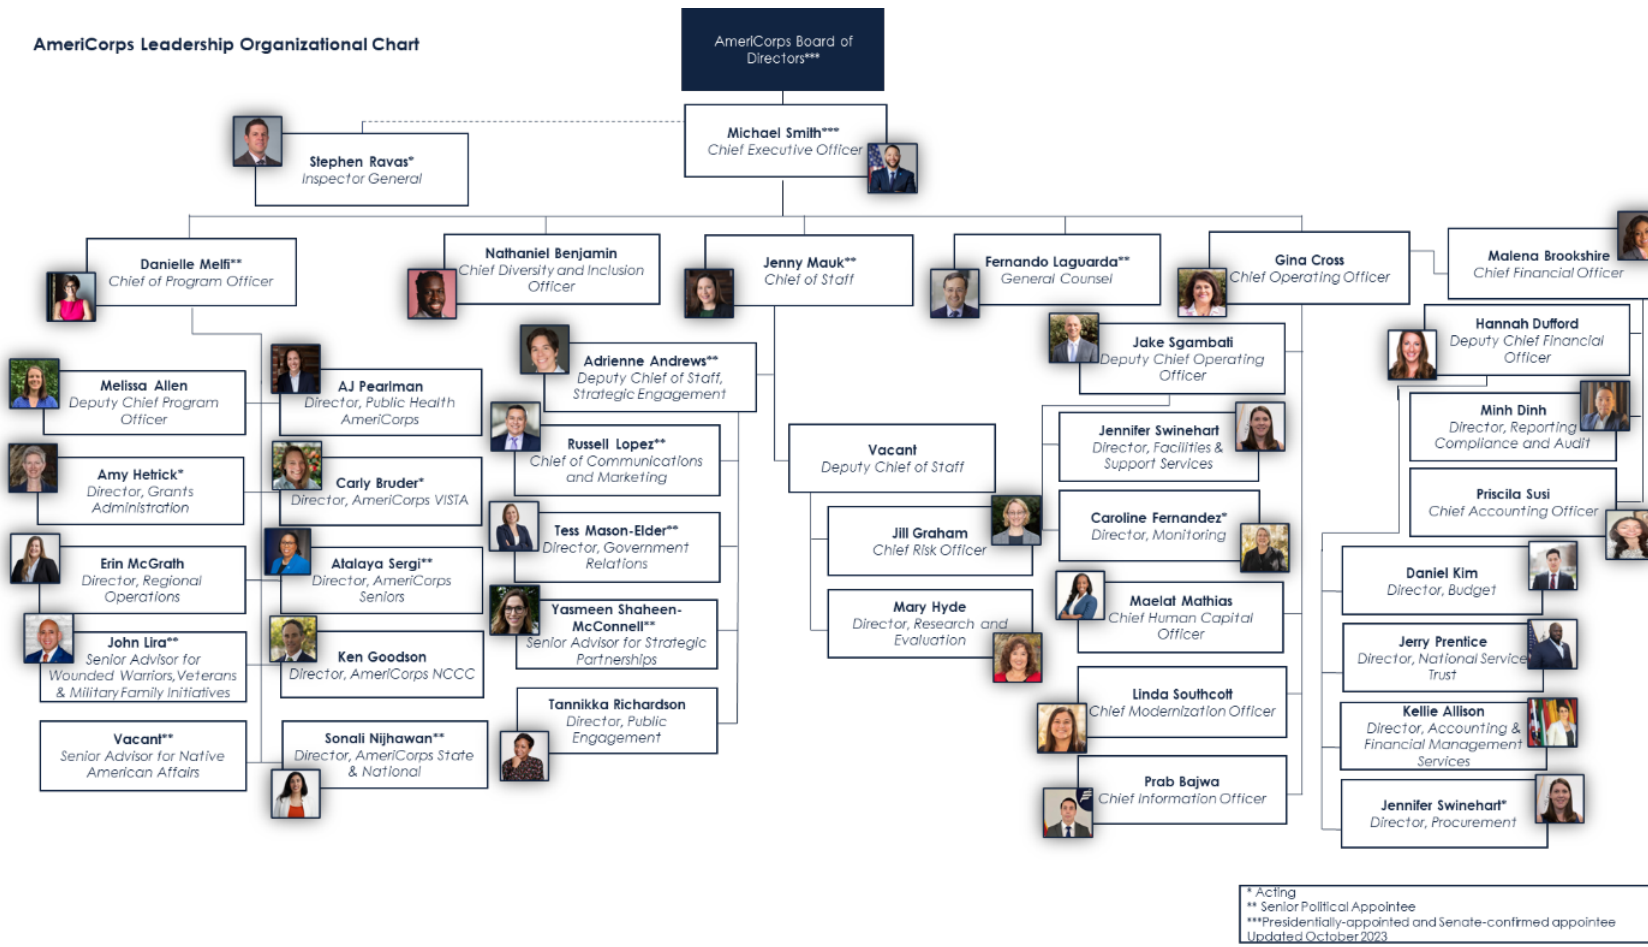 AmeriCorps Leadership Organizational Chart
AmeriCorps Board of
Directors***
Michael Smith***
Chief Executive Officer
Stephen Ravas*
Inspector General
Danielle Melfi**
Chief of Program Officer
Nathaniel Benjamin
Chief Diversity and Inclusion
Officer
Jenny Mauk**
Chief of Staff
Fernando Laguarda**
General Counsel
Gina Cross
Chief Operating Officer
Malena Brookshire
Chief Financial Officer
Melissa Allen
Deputy Chief Program
Officer
Amy Hetrick*
Director, Grants
Administration
Erin McGrath
Director, Regional
Operations
John Lira**
Senior Advisor for
Wounded Warriors, Veterans
& Military Family Initiatives
Vacant**
Senior Advisor for Native
American Affairs
AJ Pearlman
Director, Public Health
AmeriCorps
Carly Bruder*
Director, AmeriCorps VISTA
Atalaya Sergi**
Director, AmeriCorps
Seniors
Ken Goodson
Director, AmeriCorps NCCC
Sonali Nijhawan**
Director, AmeriCorps State
& National
Adrienne Andrews**
Deputy Chief of Staff,
Strategic Engagement
Russell Lopez**
Chief of Communications
and Marketing
Tess Mason-Elder**
Director, Government
Relations
Yasmeen Shaheen-
McConnell**
Senior Advisor for Strategic
Partnerships
Tannikka Richardson
Director, Public
Engagement
Vacant
Deputy Chief of Staff
Jill Graham
Chief Risk Officer
Mary Hyde
Director, Research and
Evaluation
Jake Sgambati
Deputy Chief Operating
Officer
Jennifer Swinehart
Director, Facilities &
Support Services
Caroline Fernandez*
Director, Monitoring
Maelat Mathias
Chief Human Capital
Officer
Linda Southcott
Chief Modernization Officer
Prab Bajwa
Chief Information Officer
Hannah Dufford
Deputy Chief Financial
Officer
Minh Dinh
Director, Reporting
Compliance and Audit
Priscila Susi
Chief Accounting Officer
Daniel Kim
Director, Budget
Jerry Prentice
Director, National Service
Trust
Kellie Allison
Director, Accounting &
Financial Management
Services
Jennifer Swinehart*
Director, Procurement
* Acting
** Senior Political Appointee
***Presidentially-appointed and Senate-confirmed appointee
Updated October 2023